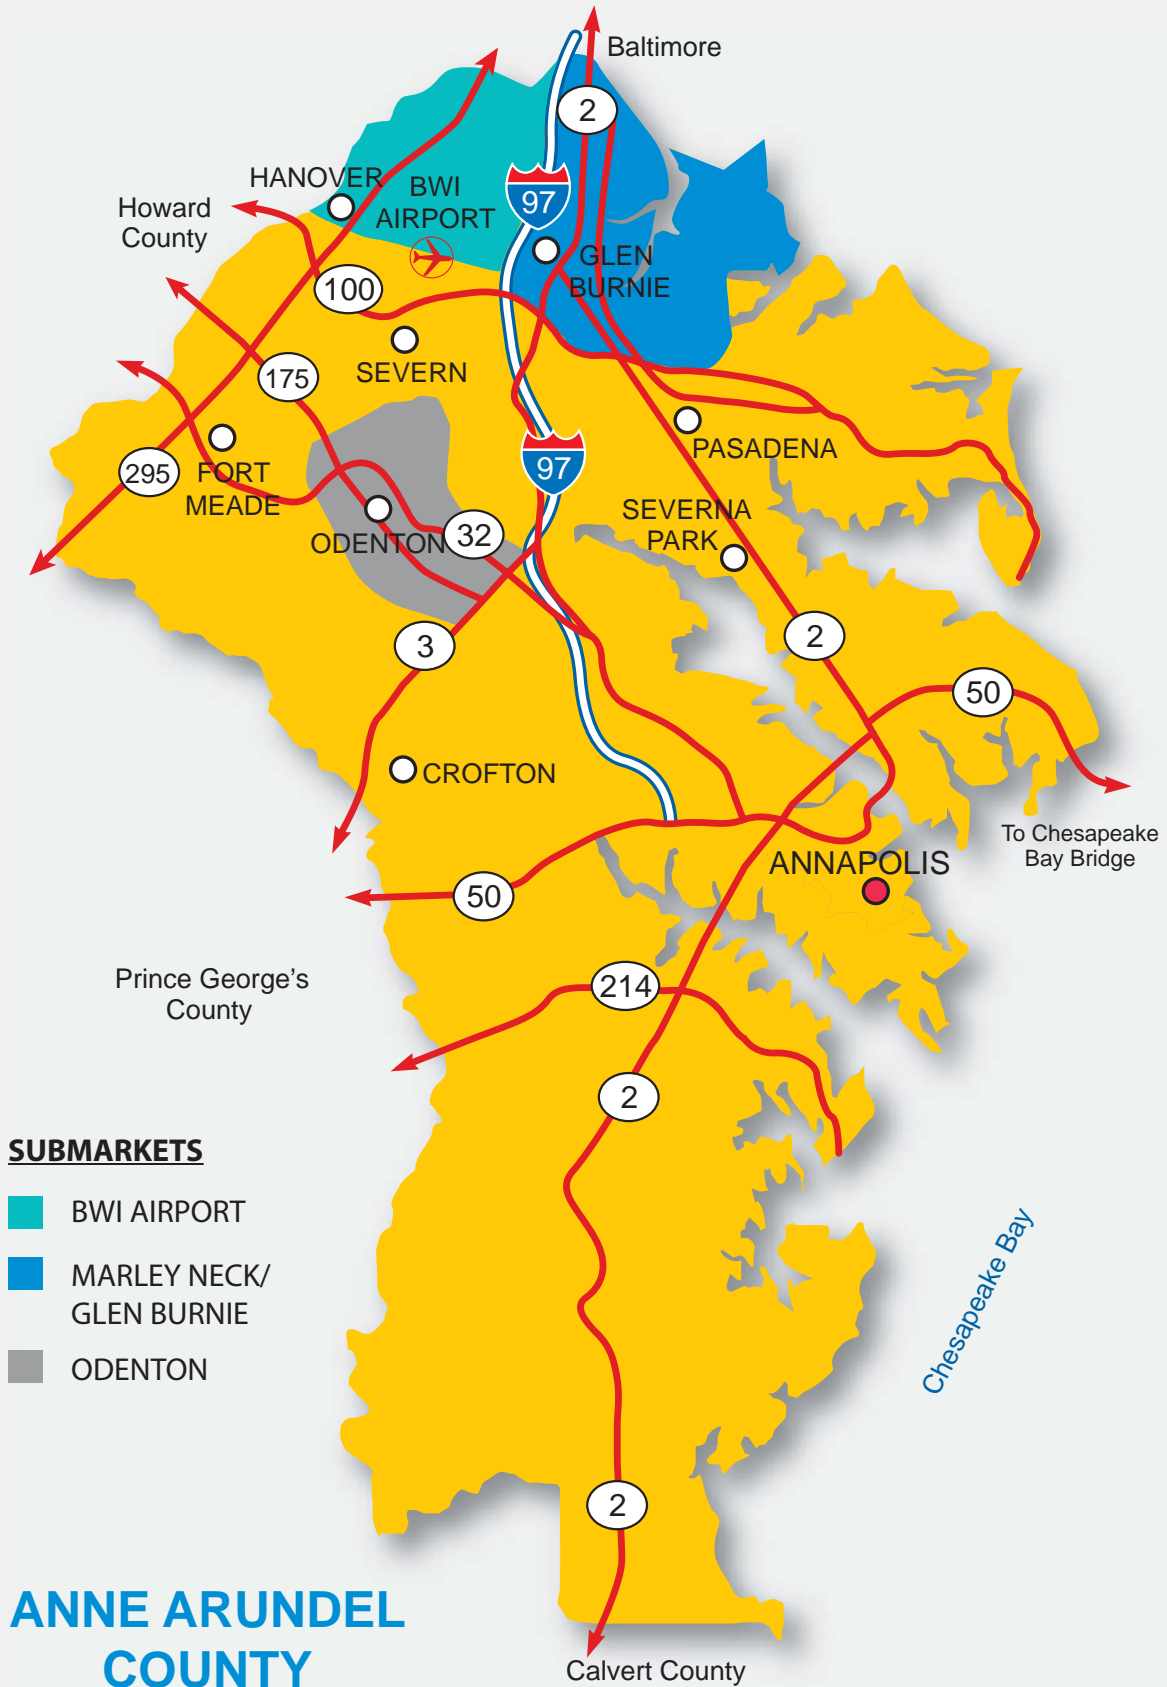 Baltimore
2
HANOVER
BWI
AIRPORT
97
Howard
County
GLEN
BURNIE
100
SEVERN
175
PASADENA
97
295
FORT
MEADE
SEVERNA
PARK
ODENTON
32
3
2
50
CROFTON
To Chesapeake
Bay Bridge
ANNAPOLIS
50
Prince George's
County
214
2
SUBMARKETS
BWI AIRPORT
MARLEY NECK/
GLEN BURNIE
ODENTON
Chesapeake Bay
2
ANNE ARUNDEL
COUNTY
Calvert County